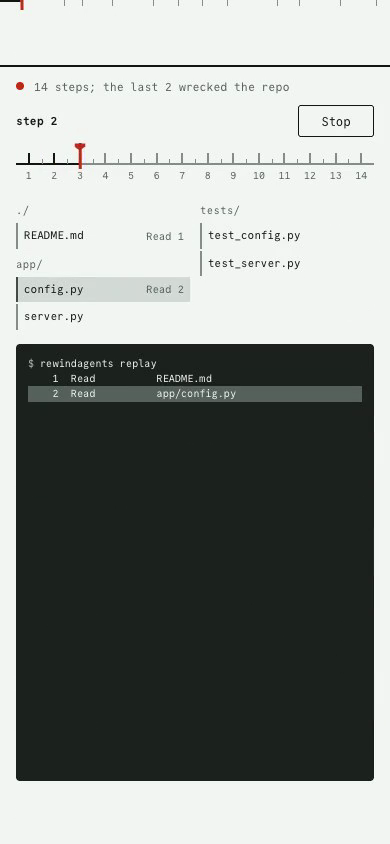 14 steps; the last 2 wrecked the repo
step 2
Stop
1 2 3 4 5 6 7 8 9 10 11 12 13 14
./
README.md Read 1
app/
config.py Read 2
server.py
tests/
test_config.py
test_server.py
$ rewindagents replay
1 Read README.md
2 Read app/config.py